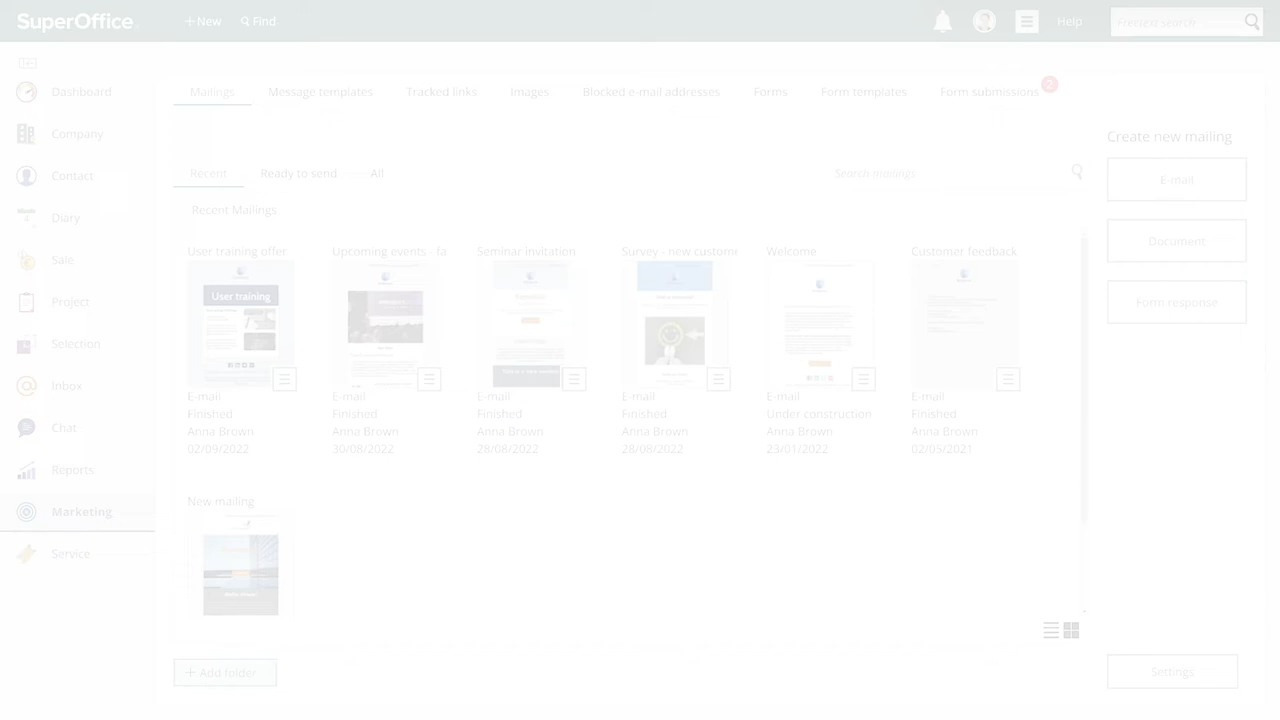 SuperOffice
+ New
Find
Help
Freetext search
Dashboard
Company
Contact
Diary
Sale
Project
Selection
Inbox
Chat
Reports
Marketing
Service
Mailings
Message templates
Tracked links
Images
Blocked e-mail addresses
Forms
Form templates
Form submissions
2
Recent
Ready to send
All
Search mailings
Recent Mailings
User training offer
Upcoming events - fa
Seminar invitation
Survey - new custome
Welcome
Customer feedback
User training
E-mail
Finished
Anna Brown
02/09/2022
E-mail
Finished
Anna Brown
30/08/2022
E-mail
Finished
Anna Brown
28/08/2022
E-mail
Finished
Anna Brown
28/08/2022
E-mail
Under construction
Anna Brown
23/01/2022
E-mail
Finished
Anna Brown
02/05/2021
New mailing
+ Add folder
Create new mailing
E-mail
Document
Form response
Settings